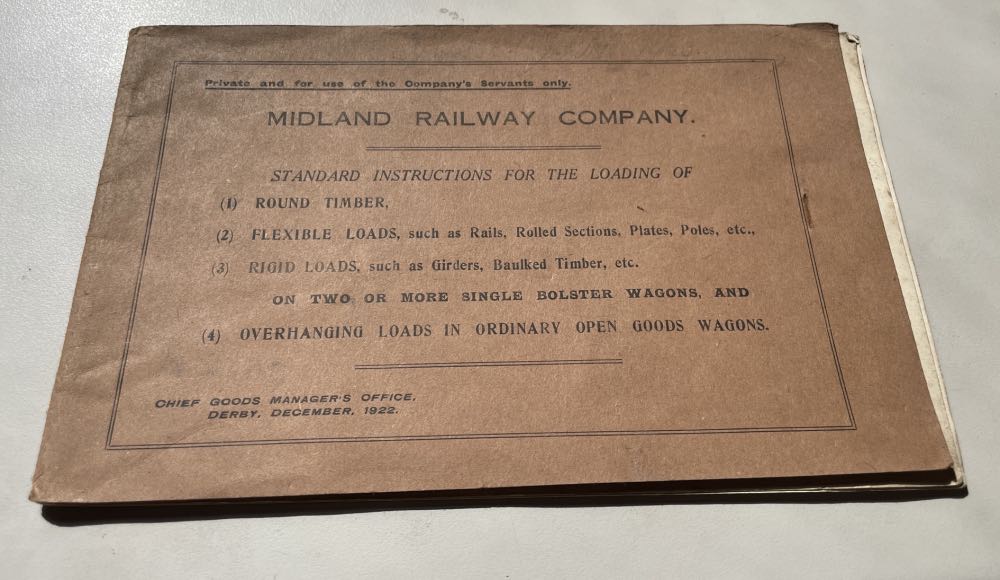 Private and for use of the Company's Servants only.
MIDLAND RAILWAY COMPANY.
STANDARD INSTRUCTIONS FOR THE LOADING OF
(1) ROUND TIMBER,
(2) FLEXIBLE LOADS, such as Rails, Rolled Sections, Plates, Poles, etc.,
(3) RIGID LOADS, such as Girders, Baulked Timber, etc.
ON TWO OR MORE SINGLE BOLSTER WAGONS, AND
(4) OVERHANGING LOADS IN ORDINARY OPEN GOODS WAGONS.
CHIEF GOODS MANAGER'S OFFICE,
DERBY, DECEMBER, 1922.